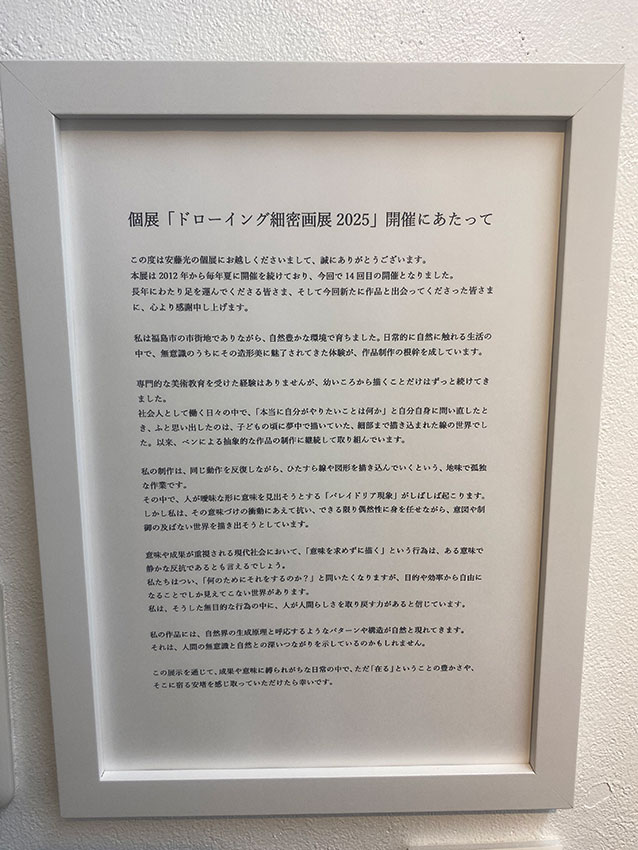 個展「ドローイング細密画展 2025」開催にあたって
この度は安藤光の個展にお越しくださいまして、誠にありがとうございます。
本展は 2012 年から毎年夏に開催を続けており、今回で 14 回目の開催となりました。
長年にわたり足を運んでくださる皆さま、そして今回新たに作品と出会ってくださった皆さま
に、心より感謝申し上げます。
私は福島市の市街地でありながら、自然豊かな環境で育ちました。日常的に自然に触れる生活の
中で、無意識のうちにその造形美に魅了されてきた体験が、作品制作の根幹を成しています。
専門的な美術教育を受けた経験はありませんが、幼いころから描くことだけはずっと続けてき
ました。
社会人として働く日々の中で、「本当に自分がやりたいことは何か」と自分自身に問い直したと
き、ふと思い出したのは、子どもの頃に夢中で描いていた、細部まで描き込まれた線の世界でし
た。以来、ペンによる抽象的な作品の制作に継続して取り組んでいます。
私の制作は、同じ動作を反復しながら、ひたすら線や図形を描き込んでいくという、地味で孤独
な作業です。
その中で、人が曖昧な形に意味を見出そうとする「パレイドリア現象」がしばしば起こります。
しかし私は、その意味づけの衝動にあえて抗い、できる限り偶然性に身を任せながら、意図や制
御の及ばない世界を描き出そうとしています。
意味や成果が重視される現代社会において、「意味を求めずに描く」という行為は、ある意味で
静かな反抗であるとも言えるでしょう。
私たちはつい、「何のためにそれをするのか？」と問いたくなりますが、目的や効率から自由に
なることでしか見えてこない世界があります。
私は、そうした無目的な行為の中に、人が人間らしさを取り戻す力があると信じています。
私の作品には、自然界の生成原理と呼応するようなパターンや構造が自然と現れてきます。
それは、人間の無意識と自然との深いつながりを示しているのかもしれません。
この展示を通じて、成果や意味に縛られがちな日常の中で、ただ「在る」ということの豊かさや、
そこに宿る安堵を感じ取っていただけたら幸いです。